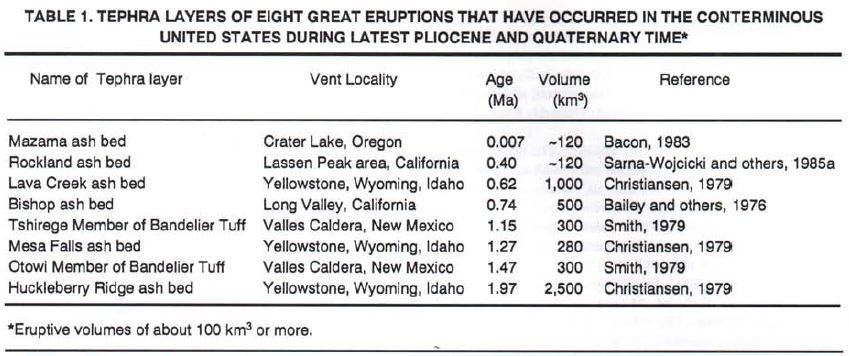 TABLE 1. TEPHRA LAYERS OF EIGHT GREAT ERUPTIONS THAT HAVE OCCURRED IN THE CONTERMINOUS
UNITED STATES DURING LATEST PLIOCENE AND QUATERNARY TIME*
Name of Tephra layer Vent Locality Age Volume Reference
(Ma) (km³)
Mazama ash bed Crater Lake, Oregon 0.007 ~120 Bacon, 1983
Rockland ash bed Lassen Peak area, California 0.40 ~120 Sarna-Wojcicki and others, 1985a
Lava Creek ash bed Yellowstone, Wyoming, Idaho 0.62 1,000 Christiansen, 1979
Bishop ash bed Long Valley, California 0.74 500 Bailey and others, 1976
Tshirege Member of Bandelier Tuff Valles Caldera, New Mexico 1.15 300 Smith, 1979
Mesa Falls ash bed Yellowstone, Wyoming, Idaho 1.27 280 Christiansen, 1979
Otowi Member of Bandelier Tuff Valles Caldera, New Mexico 1.47 300 Smith, 1979
Huckleberry Ridge ash bed Yellowstone, Wyoming, Idaho 1.97 2,500 Christiansen, 1979
*Eruptive volumes of about 100 km³ or more.